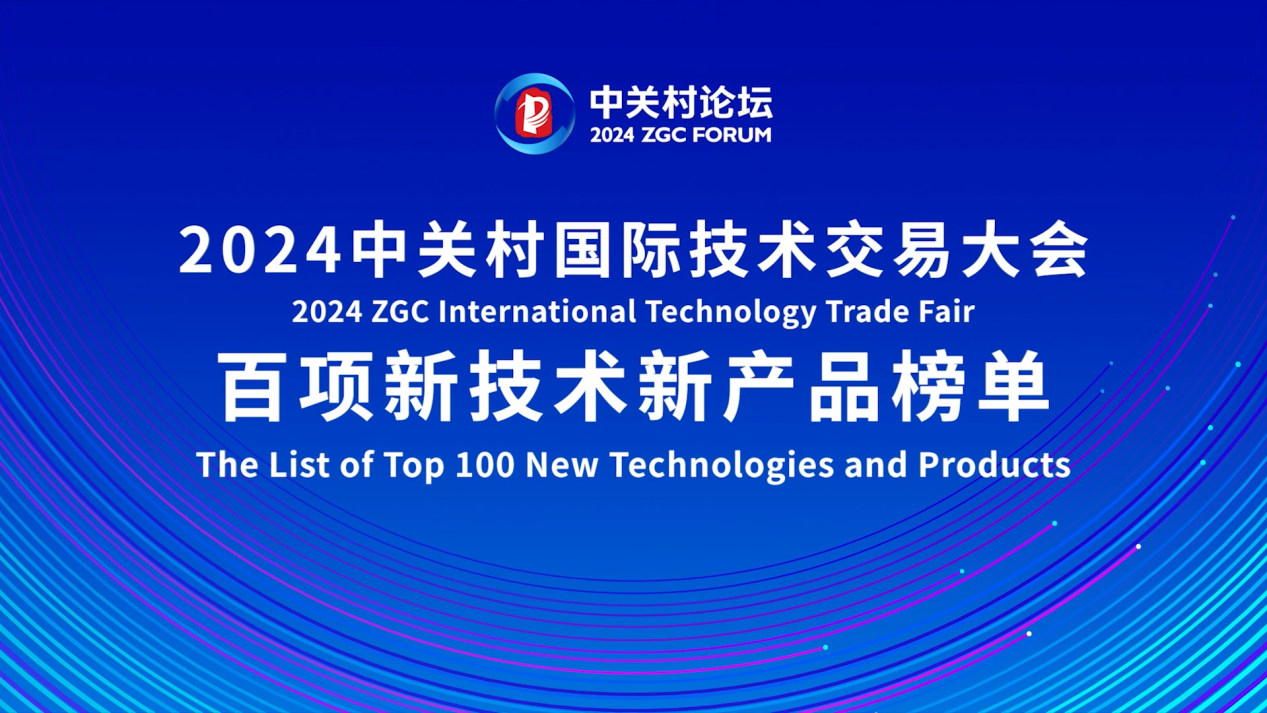 中关村论坛
2024 ZGC FORUM
2024中关村国际技术交易大会
2024 ZGC International Technology Trade Fair
百项新技术新产品榜单
The List of Top 100 New Technologies and Products